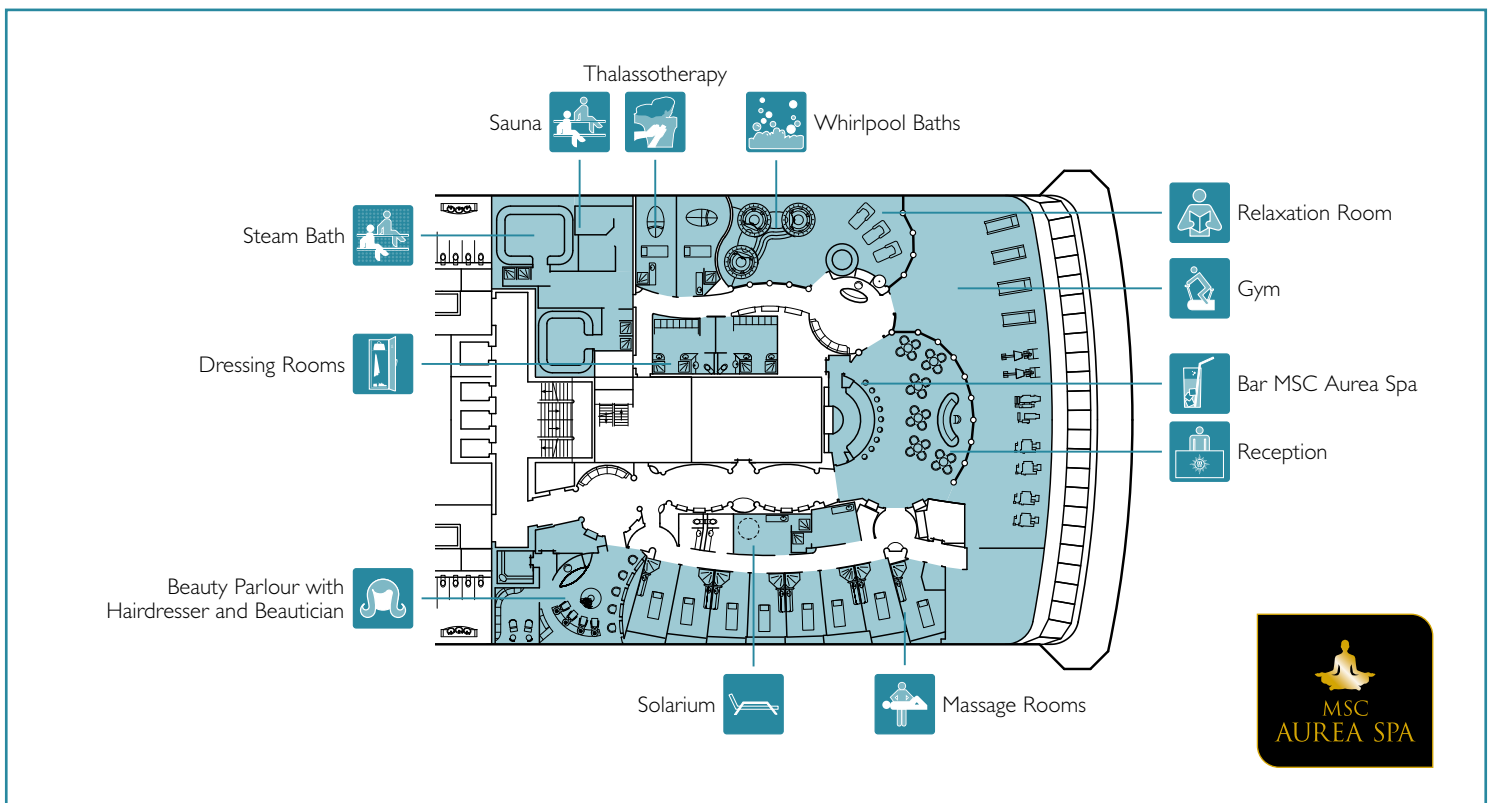 Thalassotherapy
Sauna
Whirlpool Baths
Steam Bath
Relaxation Room
Gym
Dressing Rooms
Bar MSC Aurea Spa
Reception
Beauty Parlour with
Hairdresser and Beautician
Solarium
Massage Rooms
MSC
AUREA SPA